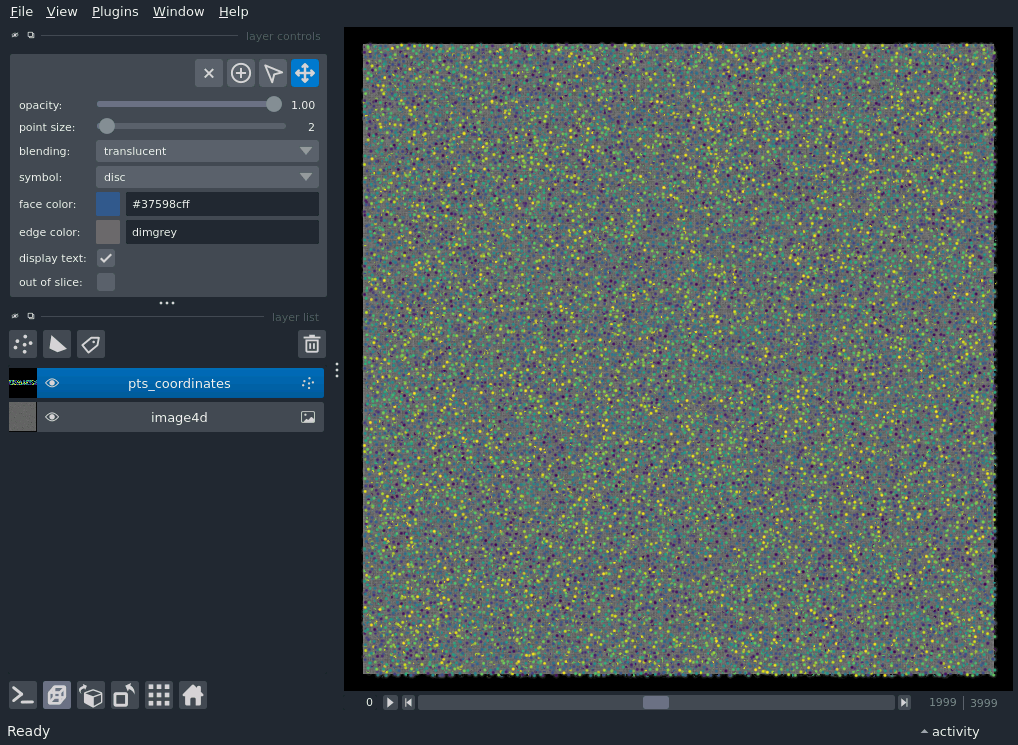 File View Plugins Window Help
layer controls
opacity: 1.00
point size: 2
blending: translucent
symbol: disc
face color: #37598cff
edge color: dimgrey
display text:
out of slice:
layer list
pts_coordinates
image4d
0 1999 3999
Ready activity